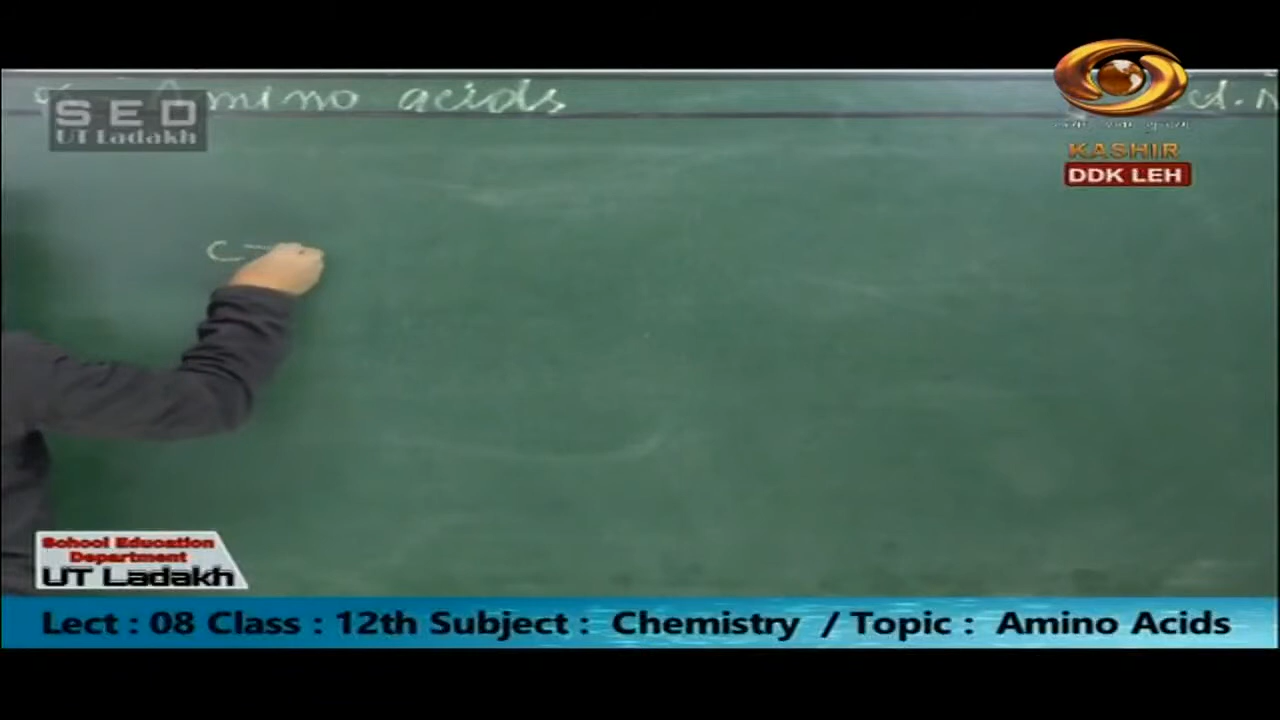 Amino acids
SED
UT Ladakh
KASHIR
DDK LEH
C-
School Education
Department
UT Ladakh
Lect : 08 Class : 12th Subject : Chemistry / Topic : Amino Acids